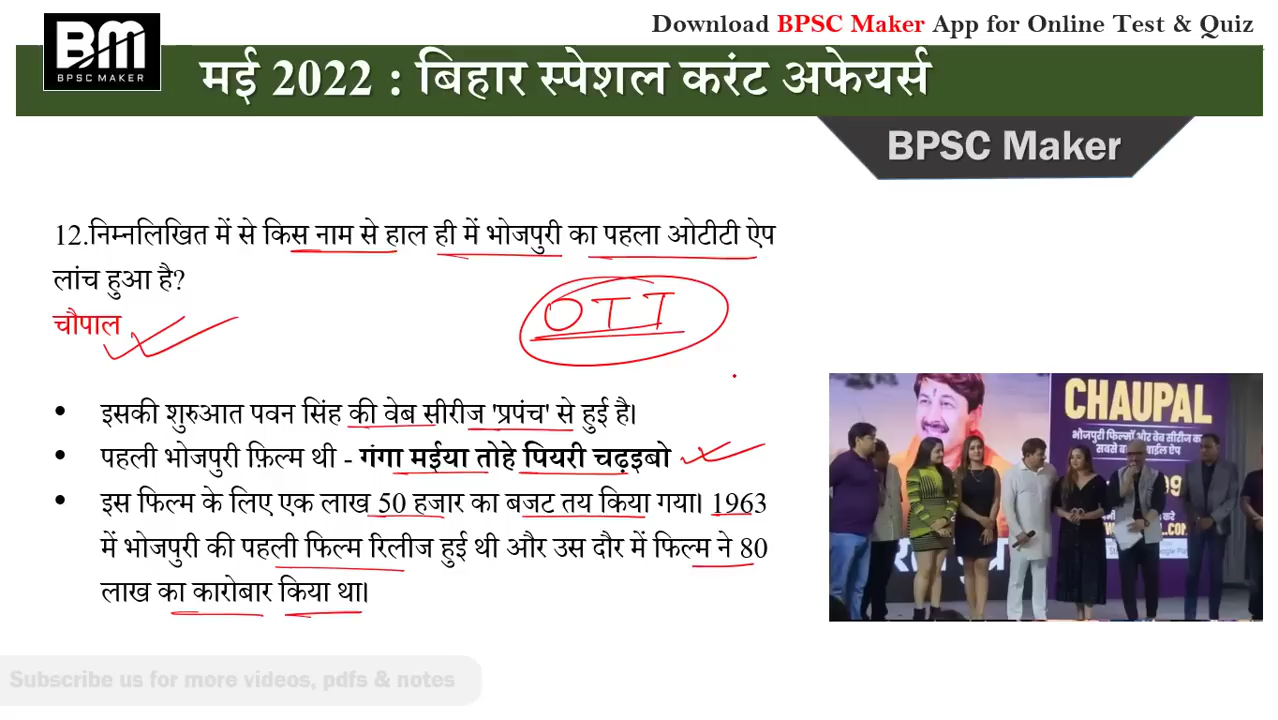 Download BPSC Maker App for Online Test & Quiz
BM
BPSC MAKER
मई 2022 : बिहार स्पेशल करंट अफेयर्स
BPSC Maker
12.निम्नलिखित में से किस नाम से हाल ही में भोजपुरी का पहला ओटीटी ऐप
लांच हुआ है?
OTT
चौपाल
• इसकी शुरुआत पवन सिंह की वेब सीरीज 'प्रपंच' से हुई है।
• पहली भोजपुरी फ़िल्म थी - गंगा मईया तोहे पियरी चढ़इबो
• इस फिल्म के लिए एक लाख 50 हजार का बजट तय किया गया। 1963
में भोजपुरी की पहली फिल्म रिलीज हुई थी और उस दौर में फिल्म ने 80
लाख का कारोबार किया था।
CHAUPAL
भोजपुरी फिल्मों और वेब सीरीज का
सबसे
Subscribe us for more videos, pdfs & notes